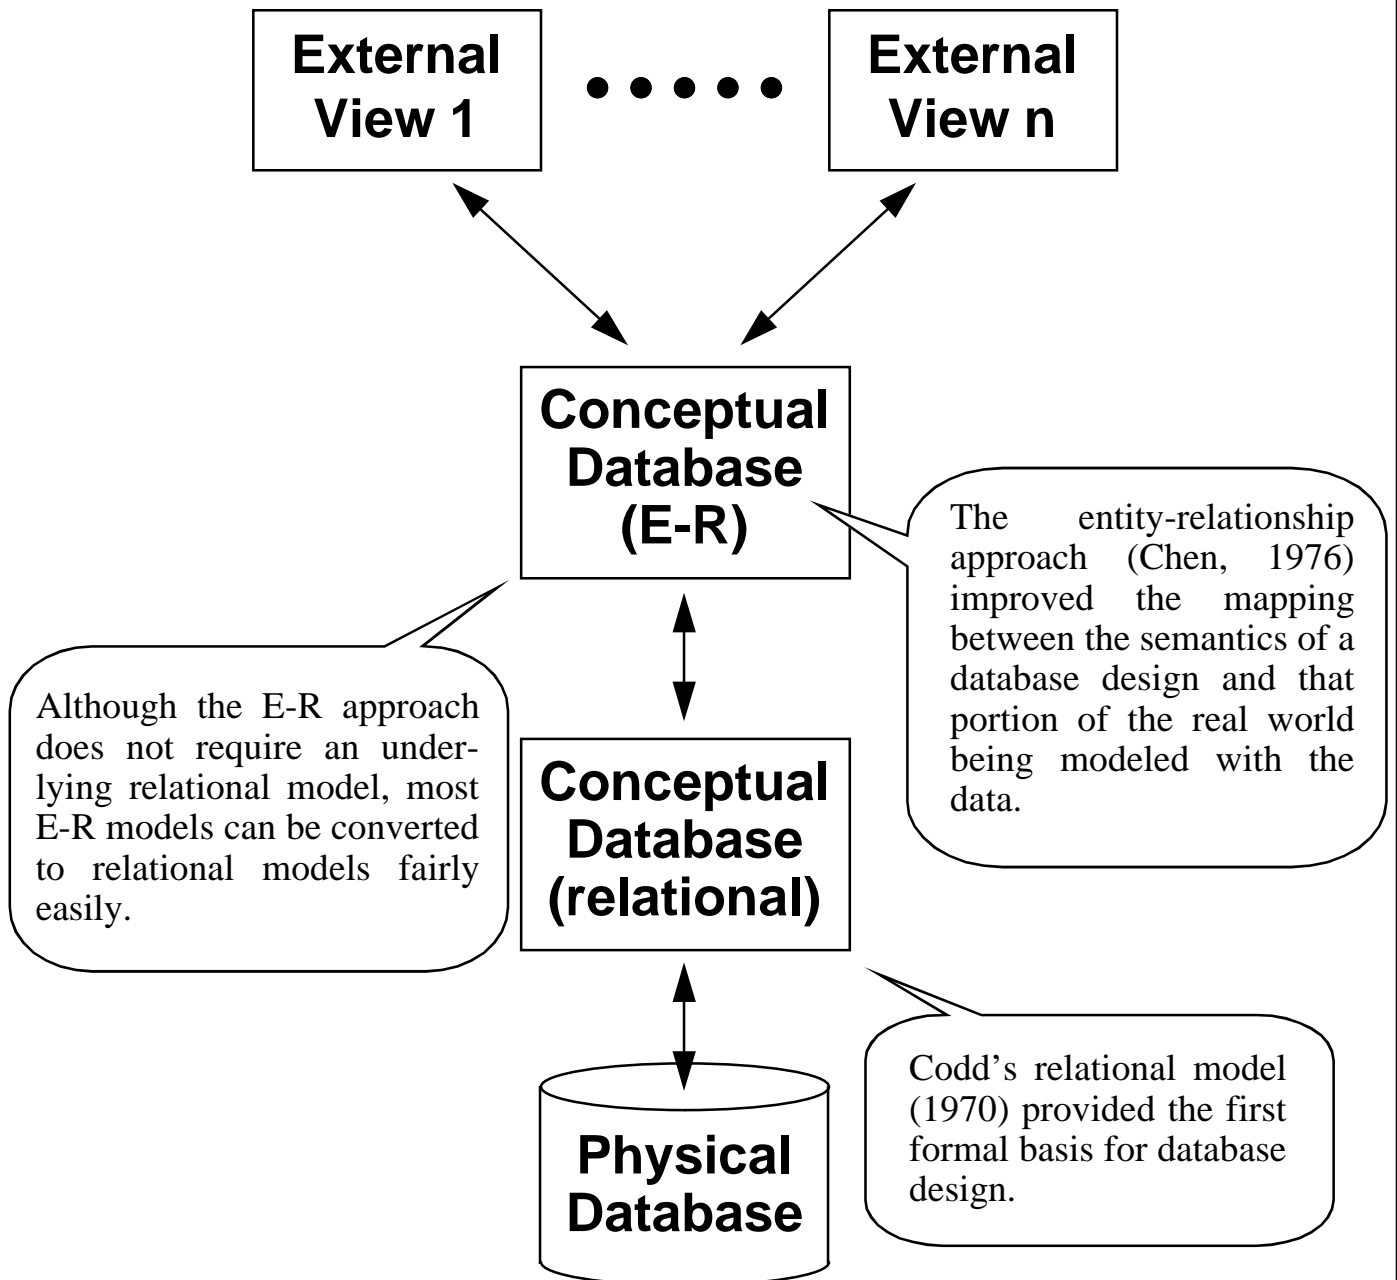 External
View 1
External
View n
Conceptual
Database
(E-R)
The entity-relationship
approach (Chen, 1976)
improved the mapping
between the semantics of a
database design and that
portion of the real world
being modeled with the
data.
Although the E-R approach
does not require an under-
lying relational model, most
E-R models can be converted
to relational models fairly
easily.
Conceptual
Database
(relational)
Codd’s relational model
(1970) provided the first
formal basis for database
design.
Physical
Database